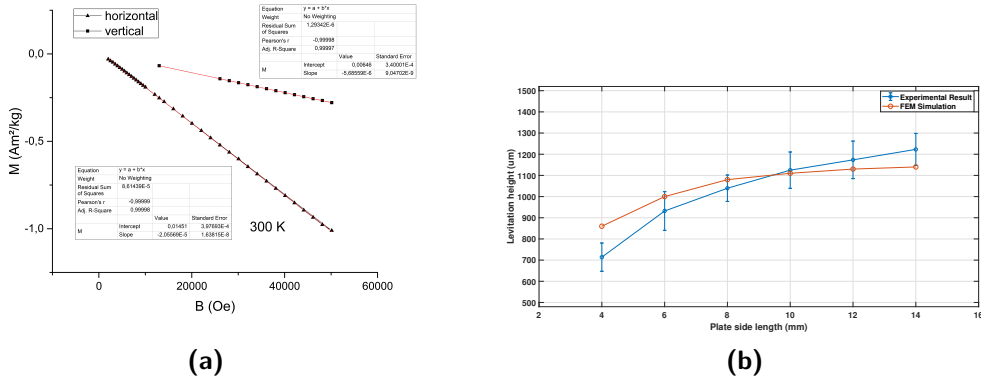 horizontal
vertical
Equation y = a + b*x
Weight No Weighting
Residual Sum of Squares 1,29342E-6
Pearson's r -0,99998
Adj. R-Square 0,99997
Value Standard Error
M Intercept 0,00646 3,40001E-4
Slope -5,68559E-6 9,04702E-9
0,0
-0,5
-1,0
M (Am²/kg)
Equation y = a + b*x
Weight No Weighting
Residual Sum of Squares 8,61439E-5
Pearson's r -0,99999
Adj. R-Square 0,99998
Value Standard Error
M Intercept 0,01451 3,97693E-4
Slope -2,05569E-5 1,63815E-8
300 K
0 20000 40000 60000
B (Oe)
(a)
Experimental Result
FEM Simulation
1500
1400
1300
1200
1100
1000
900
800
700
600
500
Levitation height (um)
2 4 6 8 10 12 14 16
Plate side length (mm)
(b)